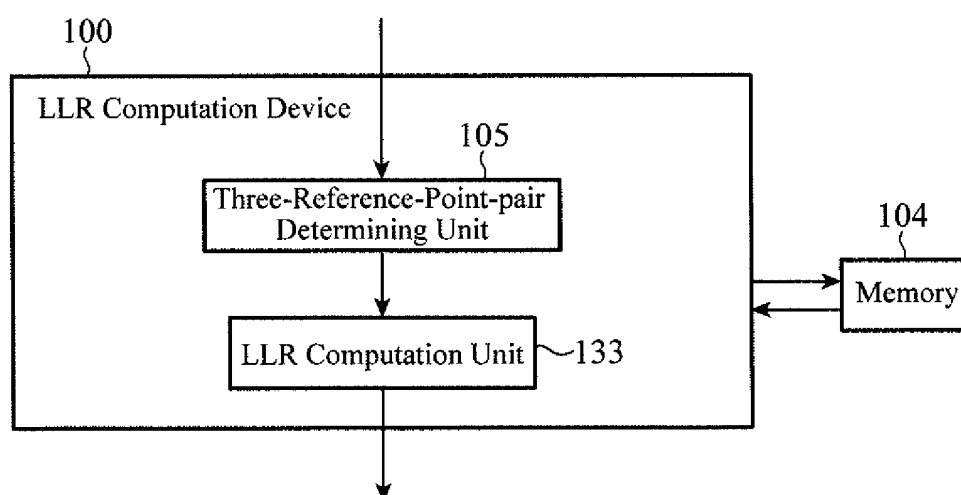 100
LLR Computation Device
105
Three-Reference-Point-pair
Determining Unit
104
Memory
LLR Computation Unit
133